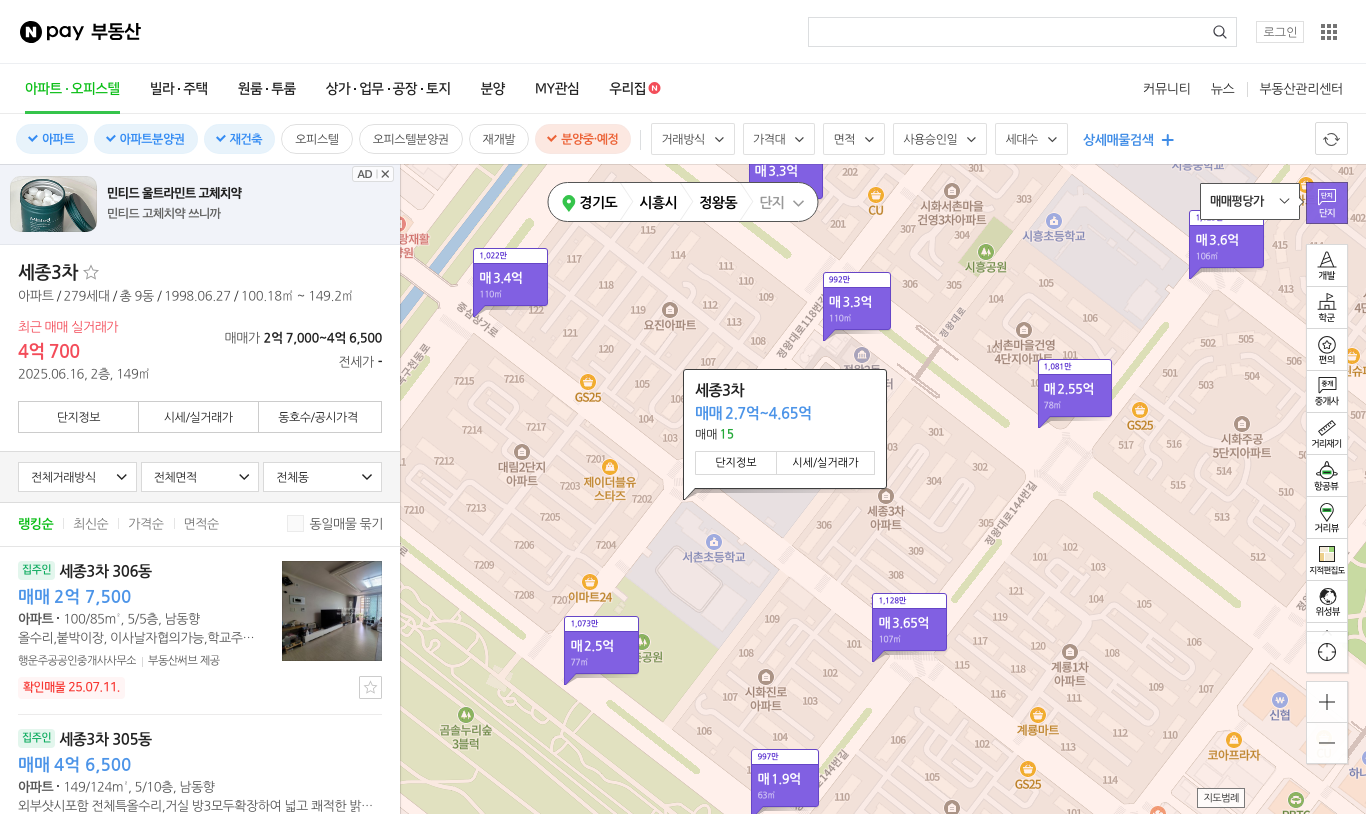 N pay 부동산
로그인
아파트 · 오피스텔
빌라 · 주택
원룸 · 투룸
상가 · 업무 · 공장 · 토지
분양
MY관심
우리집 N
커뮤니티
뉴스
부동산관리센터
아파트
아파트분양권
재건축
오피스텔
오피스텔분양권
재개발
분양중·예정
거래방식
가격대
면적
사용승인일
세대수
상세매물검색
민티드 울트라민트 고체치약
민티드 고체치약 쓰니까
AD
세종3차
아파트 / 279세대 / 총 9동 / 1998.06.27 / 100.18㎡ ~ 149.2㎡
최근 매매 실거래가
4억 700
2025.06.16, 2층, 149㎡
매매가 2억 7,000~4억 6,500
전세가 -
단지정보
시세/실거래가
동호수/공시가격
전체거래방식
전체면적
전체동
랭킹순
최신순
가격순
면적순
동일매물 묶기
집주인 세종3차 306동
매매 2억 7,500
아파트 · 100/85m², 5/5층, 남동향
올수리,붙박이장, 이사날자협의가능,학교주…
행운주공공인중개사사무소 | 부동산써브 제공
확인매물 25.07.11.
집주인 세종3차 305동
매매 4억 6,500
아파트 · 149/124m², 5/10층, 남동향
외부샷시포함 전체특올수리,거실 방3모두확장하여 넓고 쾌적한 밝…
경기도
시흥시
정왕동
단지
매매평당가
단지
매3.3억
CU
시화서촌마을
건영3차아파트
시흥초등학교
시흥공원
매3.6억
106㎡
1,022만
매3.4억
110㎡
중심상가로
요진아파트
992만
매3.3억
110㎡
정왕대로118번길
정왕대로
서촌마을건영
4단지아파트
1,081만
매2.55억
78㎡
GS25
GS25
시화주공
5단지아파트
세종3차
매매 2.7억~4.65억
매매 15
단지정보
시세/실거래가
대림2단지
아파트
제이더블유
스타즈
세종3차
아파트
정왕대로144번길
서촌초등학교
이마트24
1,073만
매2.5억
77㎡
1,128만
매3.65억
107㎡
계룡1차
아파트
시화진로
아파트
곰솔누리숲
3블럭
계룡마트
신협
코아프라자
997만
매1.9억
63㎡
GS25
개발
학군
편의
중개
중개사
거리재기
항공뷰
거리뷰
지적편집도
위성뷰
지도범례